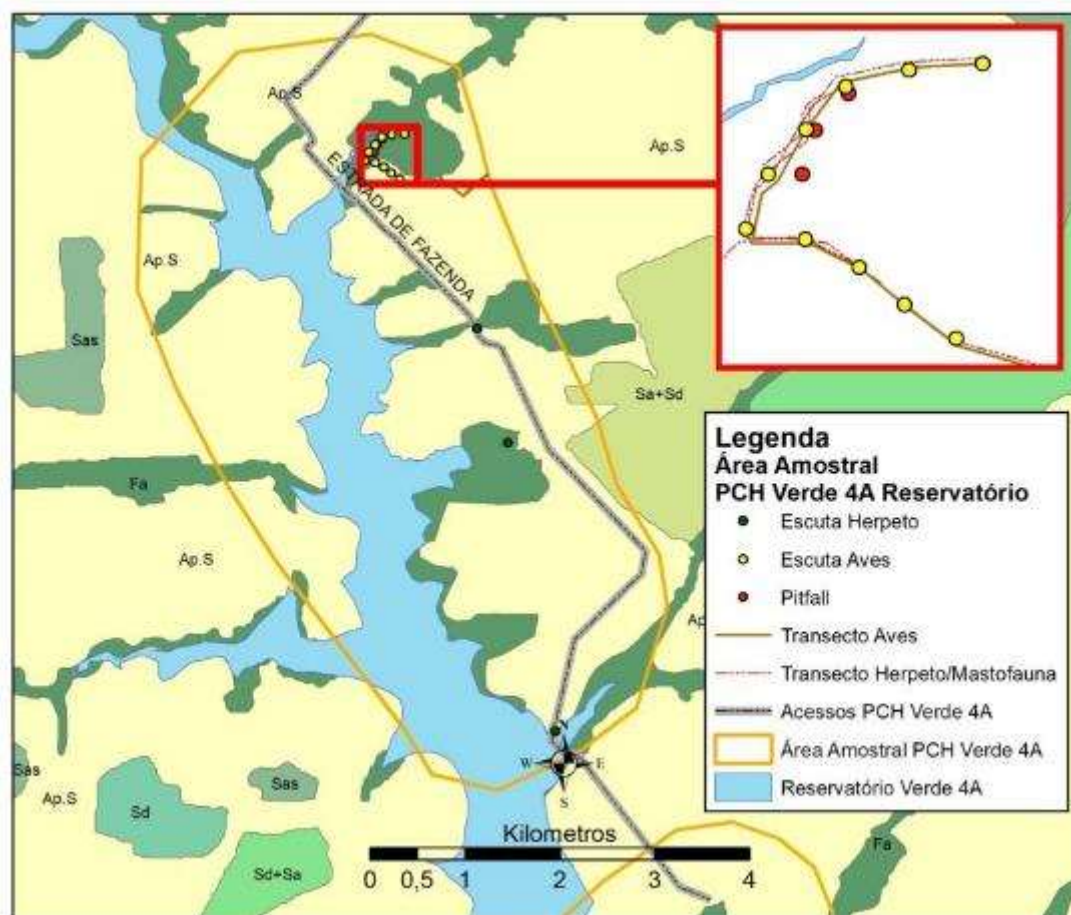 Ap.S
Ap.S
ESTRADA DE FAZENDA
Ap.S
Sas
Sa+Sd
Fa
Ap.S
Legenda
Área Amostral
PCH Verde 4A Reservatório
Escuta Herpeto
Escuta Aves
Pitfall
Transecto Aves
Transecto Herpeto/Mastofauna
Acessos PCH Verde 4A
Área Amostral PCH Verde 4A
Reservatório Verde 4A
Ap
N
W E
S
Sas
Ap.S
Sas
Sd
Sd+Sa
Fa
Kilometros
0 0,5 1 2 3 4